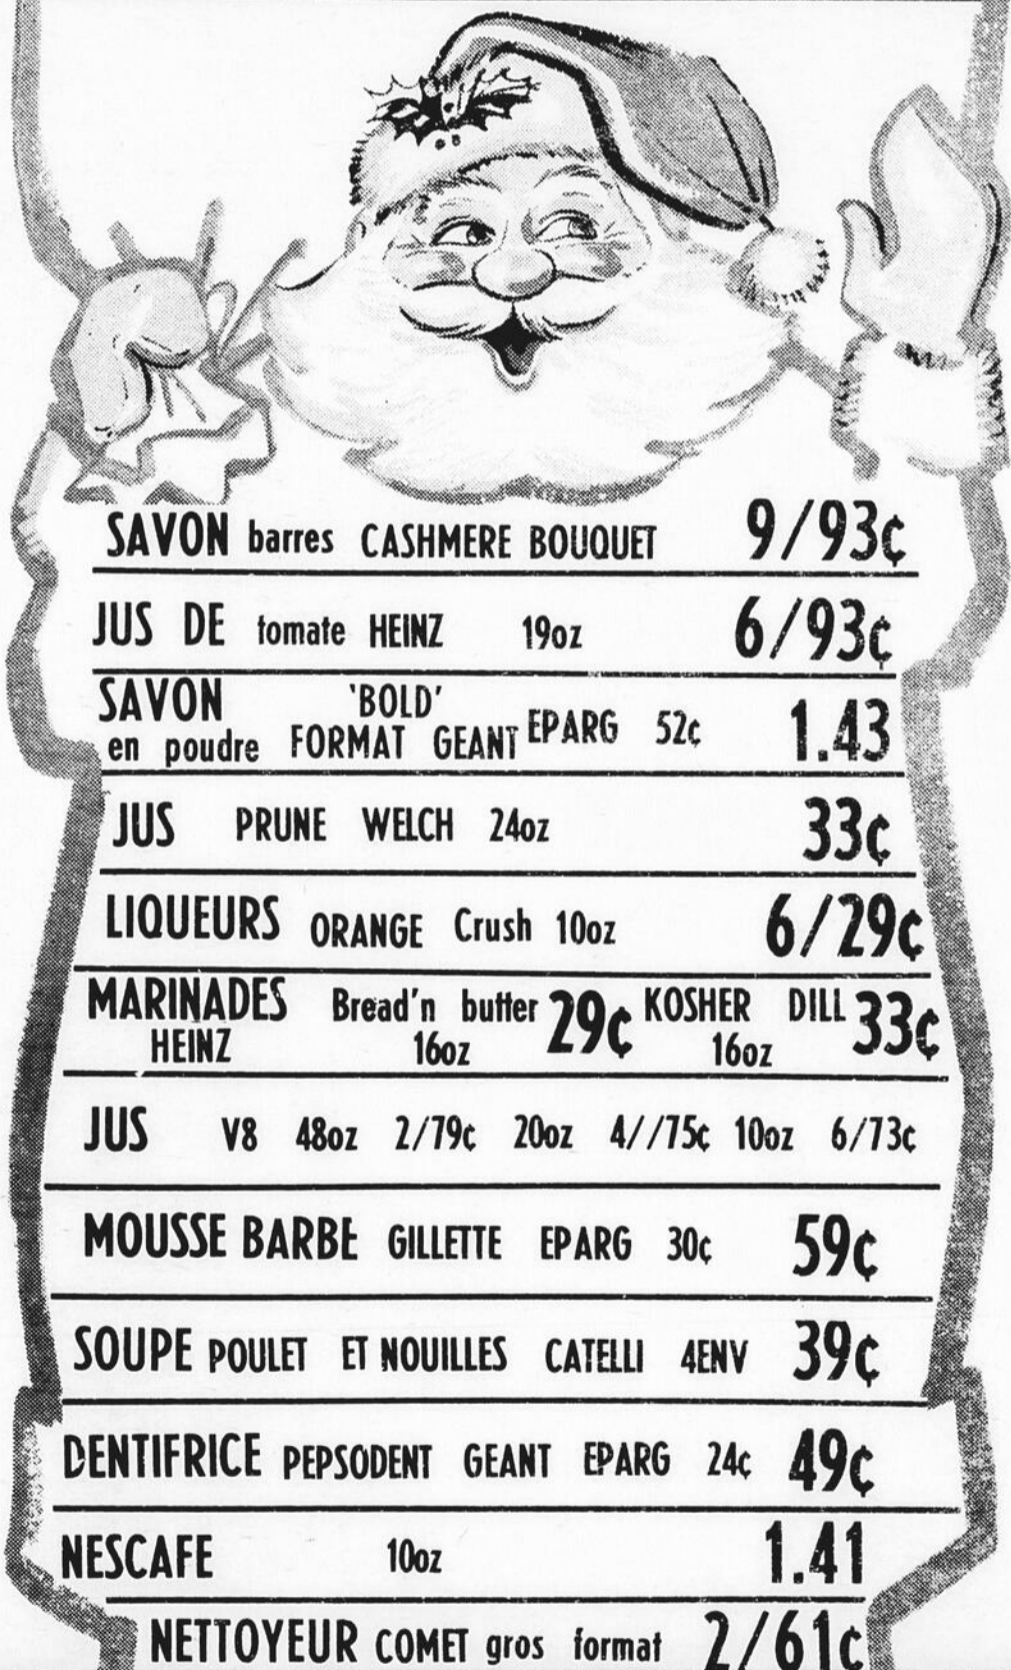 SAVON barres CASHMERE BOUQUET 9/93¢
JUS DE tomate HEINZ 19oz 6/93¢
SAVON 'BOLD'
en poudre FORMAT GEANT EPARG 52¢ 1.43
JUS PRUNE WELCH 24oz 33¢
LIQUEURS ORANGE Crush 10oz 6/29¢
MARINADES Bread'n butter 29¢ KOSHER DILL 33¢
HEINZ 16oz 16oz
JUS V8 48oz 2/79¢ 20oz 4//75¢ 10oz 6/73¢
MOUSSE BARBE GILLETTE EPARG 30¢ 59¢
SOUPE POULET ET NOUILLES CATELLI 4ENV 39¢
DENTIFRICE PEPSODENT GEANT EPARG 24¢ 49¢
NESCAFE 10oz 1.41
NETTOYEUR COMET gros format 2/61¢